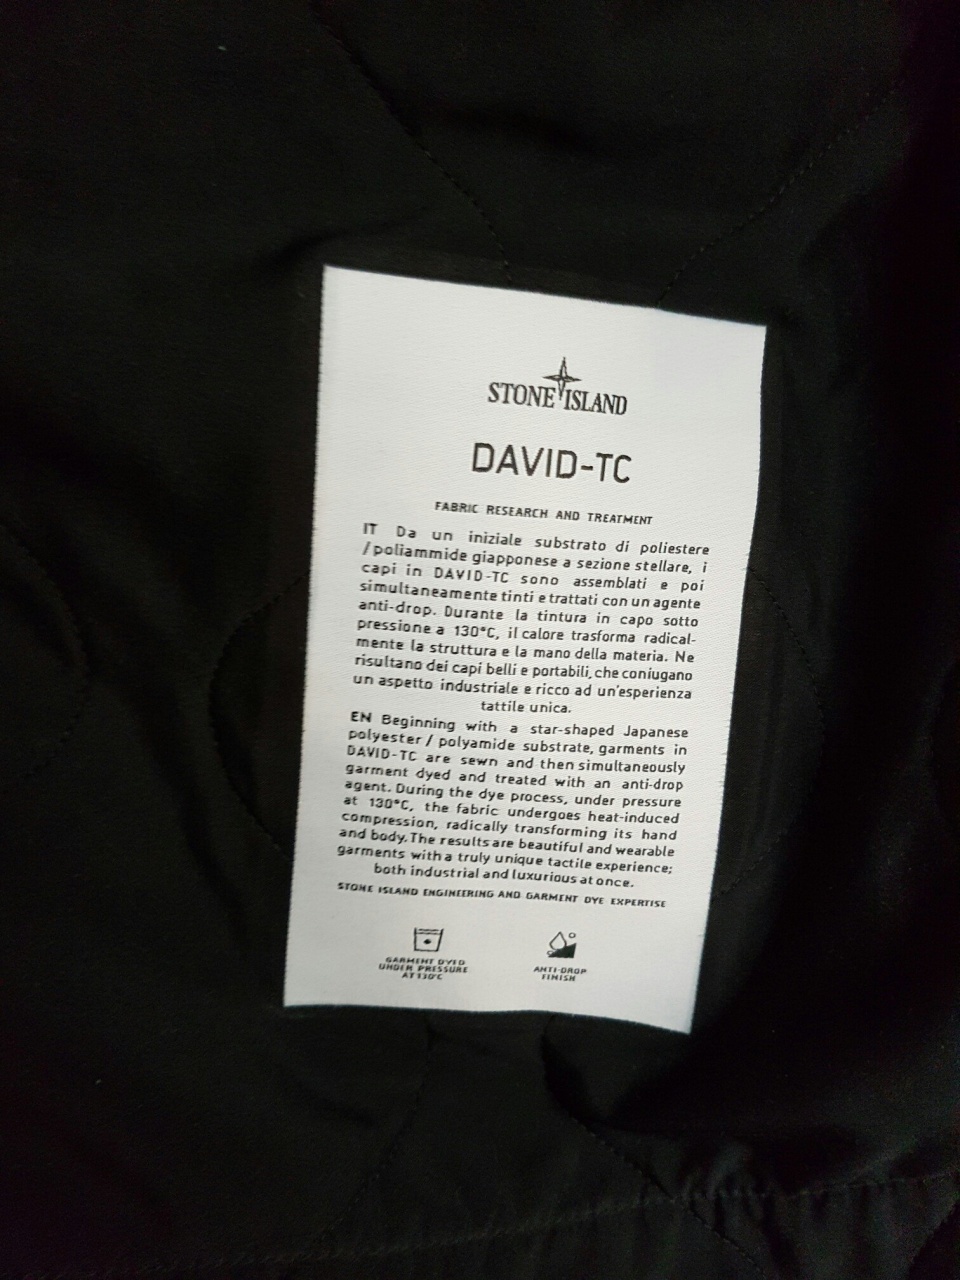 STONE ISLAND
DAVID-TC
FABRIC RESEARCH AND TREATMENT
IT Da un iniziale substrato di poliestere
/poliammide giapponese a sezione stellare, i
capi in DAVID-TC sono assemblati e poi
simultaneamente tinti e trattati con un agente
anti-drop. Durante la tintura in capo sotto
pressione a 130°C, il calore trasforma radical-
mente la struttura e la mano della materia. Ne
risultano dei capi belli e portabili, che coniugano
un aspetto industriale e ricco ad un'esperienza
tattile unica.
EN Beginning with a star-shaped Japanese
polyester / polyamide substrate, garments in
DAVID-TC are sewn and then simultaneously
garment dyed and treated with an anti-drop
agent. During the dye process, under pressure
at 130°C, the fabric undergoes heat-induced
compression, radically transforming its hand
and body. The results are beautiful and wearable
garments with a truly unique tactile experience;
both industrial and luxurious at once.
STONE ISLAND ENGINEERING AND GARMENT DYE EXPERTISE
GARMENT DYED
UNDER PRESSURE
AT 130°C
ANTI-DROP
FINISH